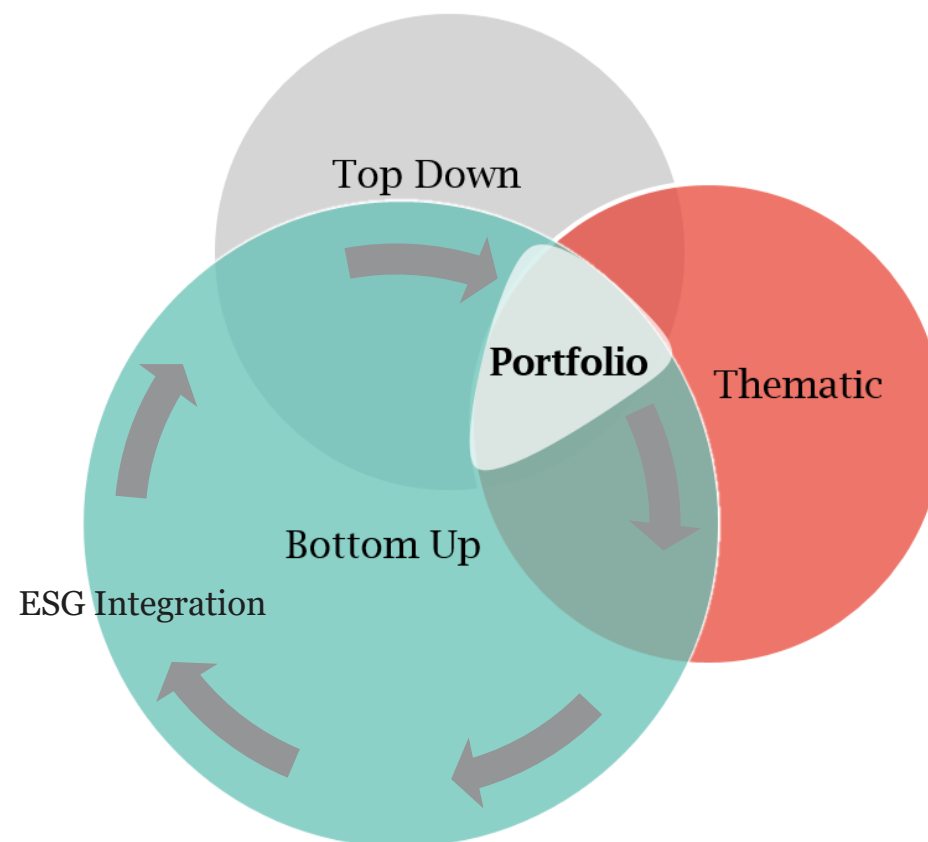 Top Down
Portfolio
Thematic
Bottom Up
ESG Integration